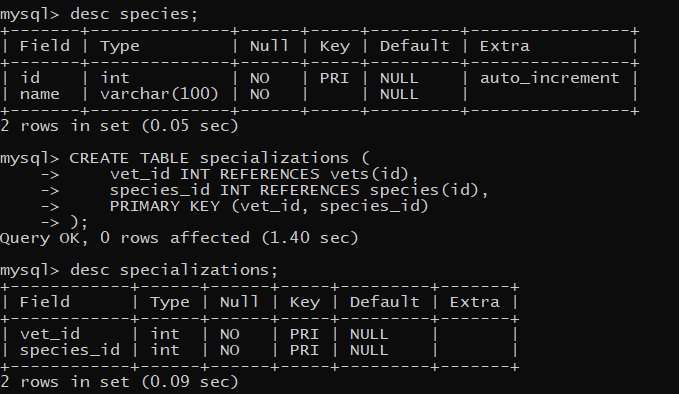 mysql> desc species;
+-------+--------------+------+-----+---------+----------------+
| Field | Type         | Null | Key | Default | Extra          |
+-------+--------------+------+-----+---------+----------------+
| id    | int          | NO   | PRI | NULL    | auto_increment |
| name  | varchar(100) | NO   |     | NULL    |                |
+-------+--------------+------+-----+---------+----------------+
2 rows in set (0.05 sec)

mysql> CREATE TABLE specializations (
    ->     vet_id INT REFERENCES vets(id),
    ->     species_id INT REFERENCES species(id),
    ->     PRIMARY KEY (vet_id, species_id)
    -> );
Query OK, 0 rows affected (1.40 sec)

mysql> desc specializations;
+------------+------+------+-----+---------+-------+
| Field      | Type | Null | Key | Default | Extra |
+------------+------+------+-----+---------+-------+
| vet_id     | int  | NO   | PRI | NULL    |       |
| species_id | int  | NO   | PRI | NULL    |       |
+------------+------+------+-----+---------+-------+
2 rows in set (0.09 sec)